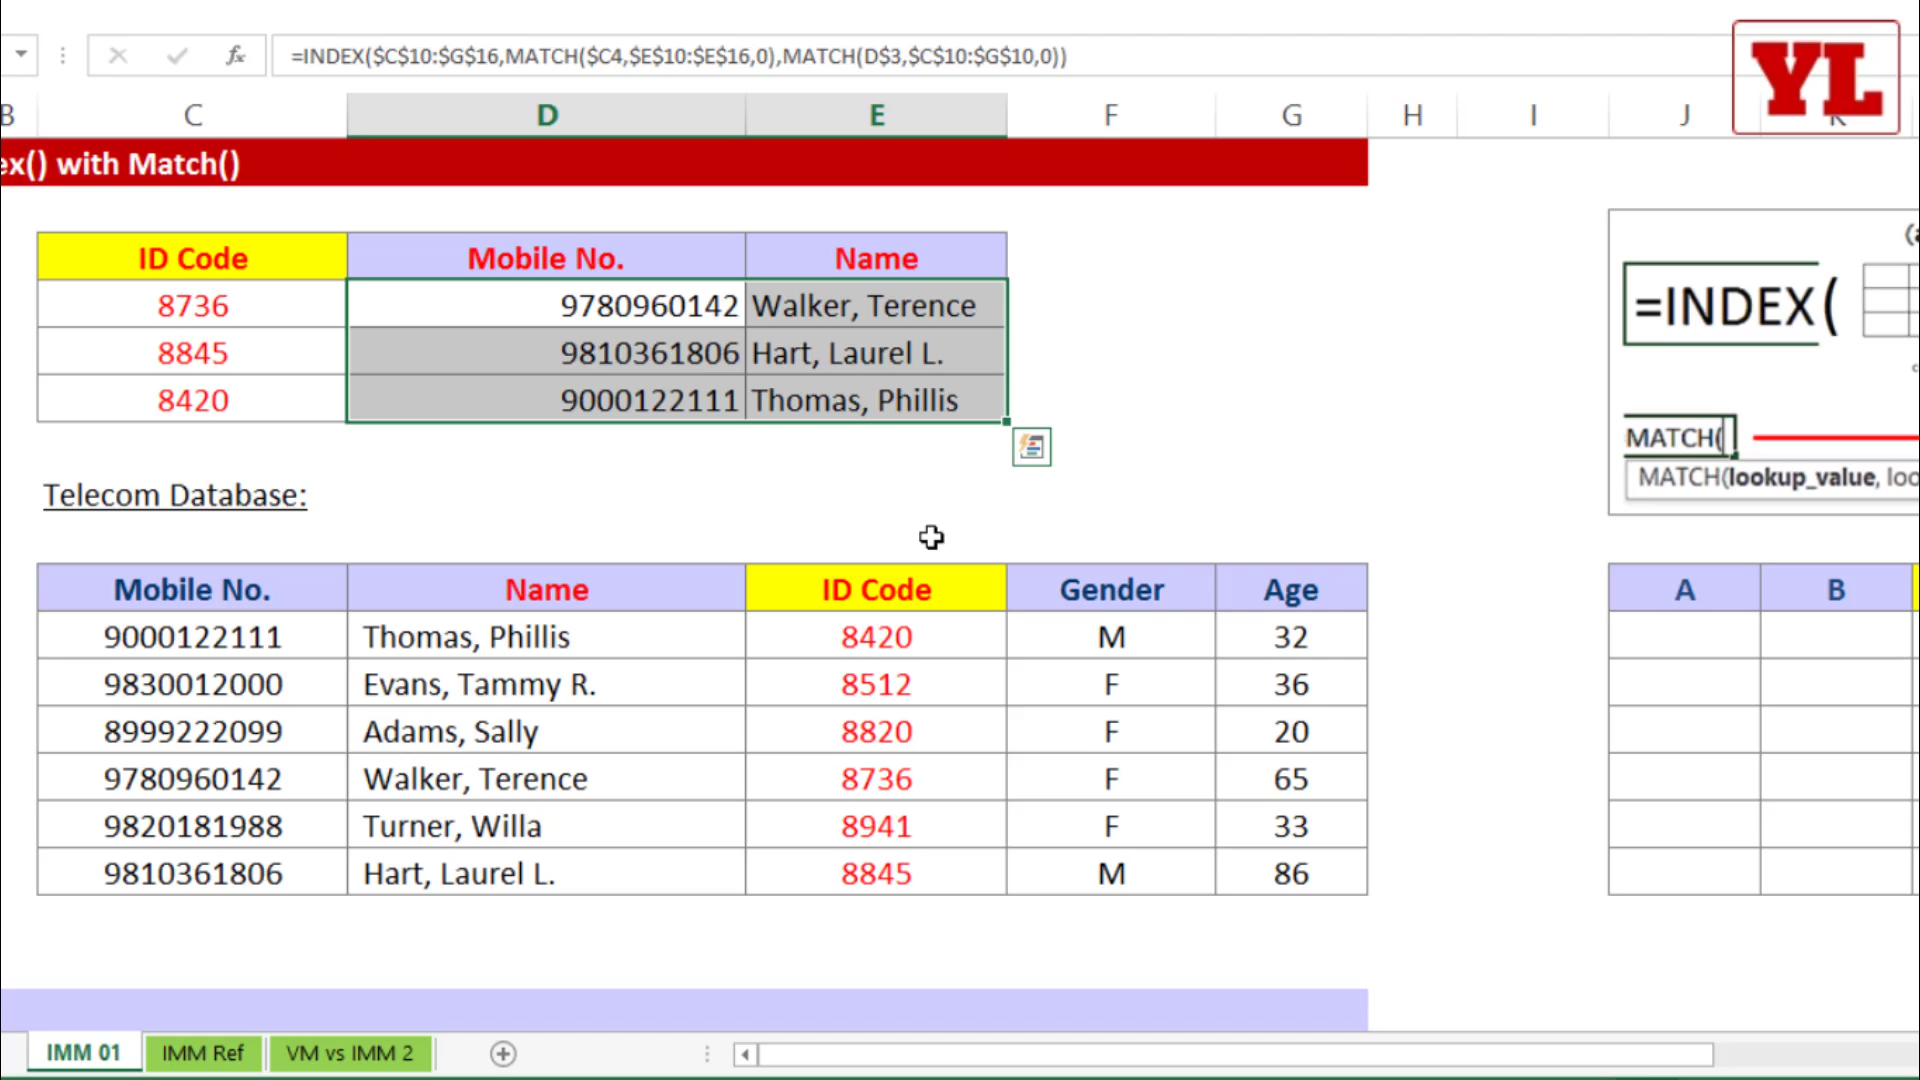 =INDEX($C$10:$G$16,MATCH($C4,$E$10:$E$16,0),MATCH(D$3,$C$10:$G$10,0))
YL
B C D E F G H I J K
ex() with Match()
ID Code Mobile No. Name
8736 9780960142 Walker, Terence
8845 9810361806 Hart, Laurel L.
8420 9000122111 Thomas, Phillis
=INDEX(
MATCH(
MATCH(lookup_value, loo
Telecom Database:
Mobile No. Name ID Code Gender Age
9000122111 Thomas, Phillis 8420 M 32
9830012000 Evans, Tammy R. 8512 F 36
8999222099 Adams, Sally 8820 F 20
9780960142 Walker, Terence 8736 F 65
9820181988 Turner, Willa 8941 F 33
9810361806 Hart, Laurel L. 8845 M 86
A B
IMM 01 IMM Ref VM vs IMM 2